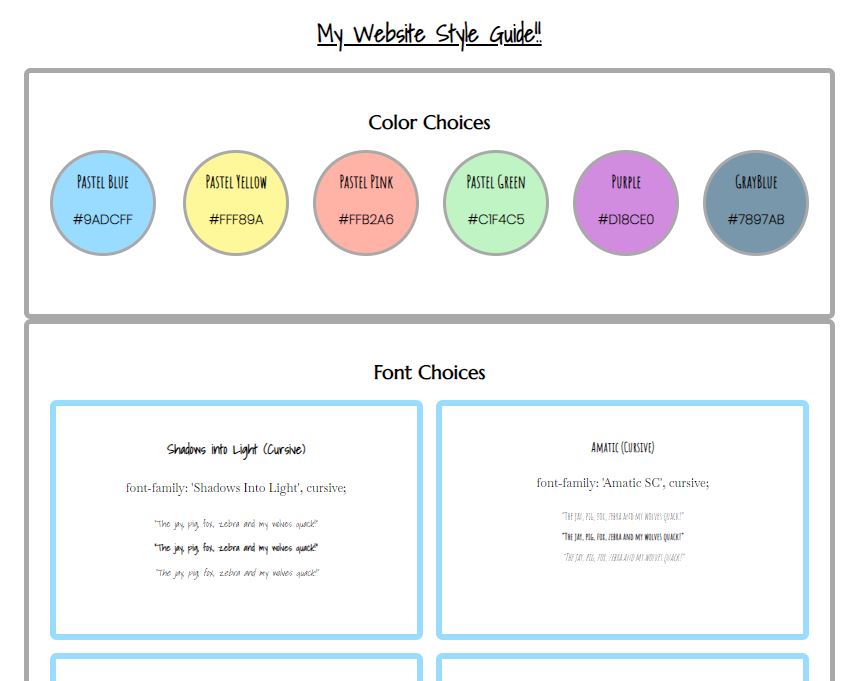 My Website Style Guide!!
Color Choices
Pastel Blue
#9ADCFF
Pastel Yellow
#FFF89A
Pastel Pink
#FFB2A6
Pastel Green
#C1F4C5
Purple
#D18CE0
GrayBlue
#7897AB
Font Choices
Shadows into Light (Cursive)
font-family: 'Shadows Into Light', cursive;
"The jay, pig, fox, zebra and my wolves quack!"
"The jay, pig, fox, zebra and my wolves quack!"
"The jay, pig, fox, zebra and my wolves quack!"
Amatic (Cursive)
font-family: 'Amatic SC', cursive;
"The jay, pig, fox, zebra and my wolves quack!"
"The jay, pig, fox, zebra and my wolves quack!"
"The jay, pig, fox, zebra and my wolves quack!"